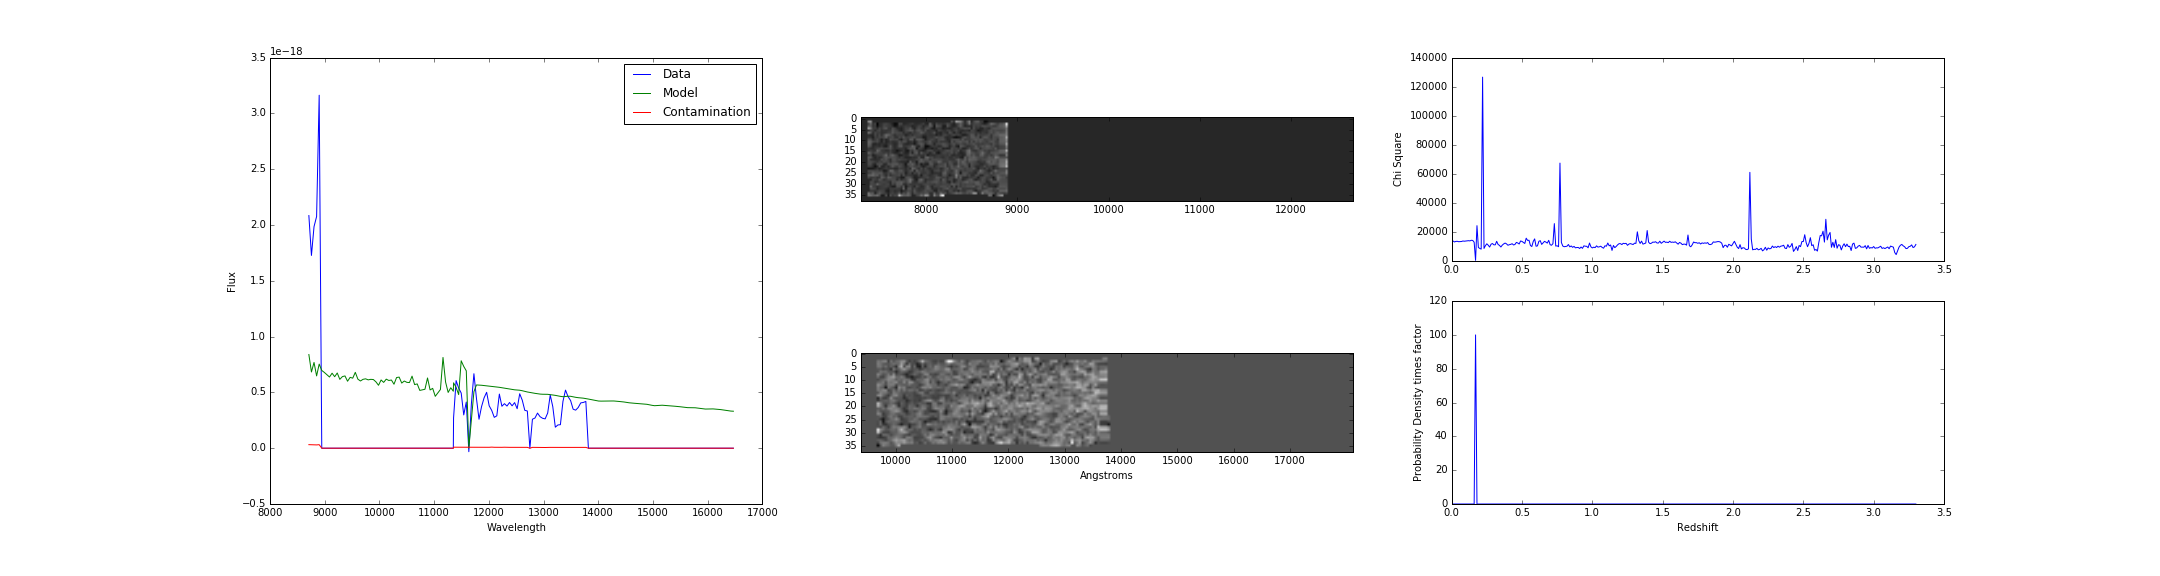 1e−18
3.5
3.0
2.5
2.0
1.5
1.0
0.5
0.0
−0.5
Flux
8000 9000 10000 11000 12000 13000 14000 15000 16000 17000
Wavelength
Data
Model
Contamination
0
5
10
15
20
25
30
35
8000 9000 10000 11000 12000
0
5
10
15
20
25
30
35
10000 11000 12000 13000 14000 15000 16000 17000
Angstroms
140000
120000
100000
80000
60000
40000
20000
0
Chi Square
0.0 0.5 1.0 1.5 2.0 2.5 3.0 3.5
120
100
80
60
40
20
0
Probability Density times factor
0.0 0.5 1.0 1.5 2.0 2.5 3.0 3.5
Redshift